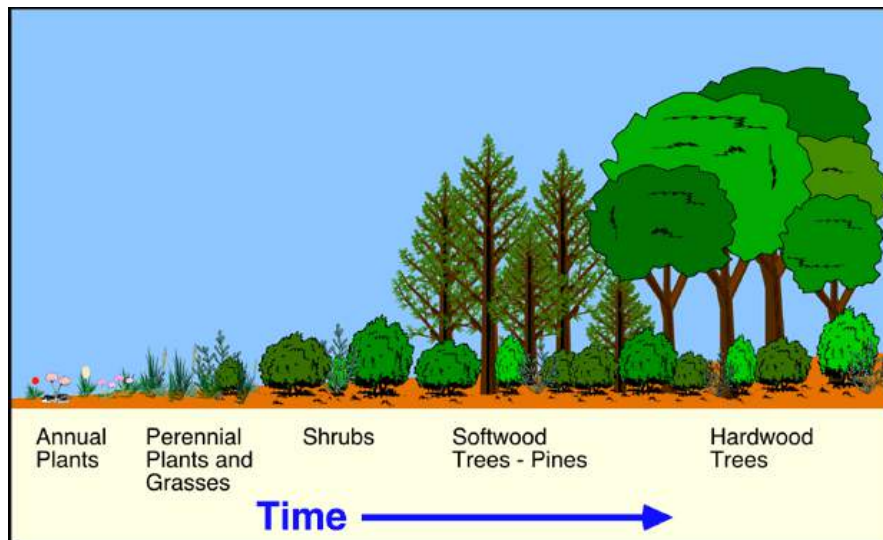 Annual
Plants
Perennial
Plants and
Grasses
Shrubs
Softwood
Trees - Pines
Hardwood
Trees
Time